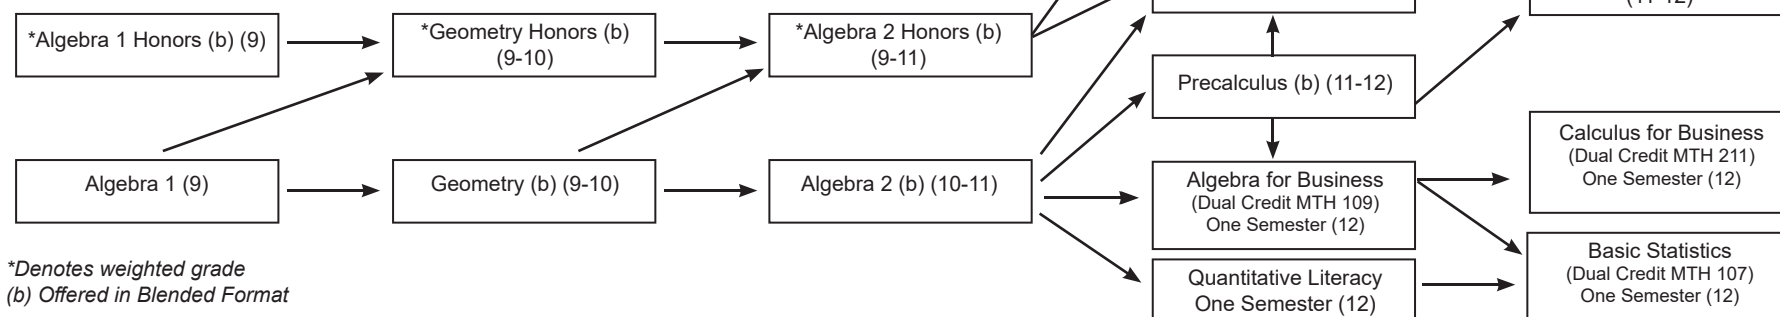 *Algebra 1 Honors (b) (9)
*Geometry Honors (b)
(9-10)
*Algebra 2 Honors (b)
(9-11)
Precalculus (b) (11-12)
Algebra 1 (9)
Geometry (b) (9-10)
Algebra 2 (b) (10-11)
Algebra for Business
(Dual Credit MTH 109)
One Semester (12)
Calculus for Business
(Dual Credit MTH 211)
One Semester (12)
Quantitative Literacy
One Semester (12)
Basic Statistics
(Dual Credit MTH 107)
One Semester (12)
*Denotes weighted grade
(b) Offered in Blended Format